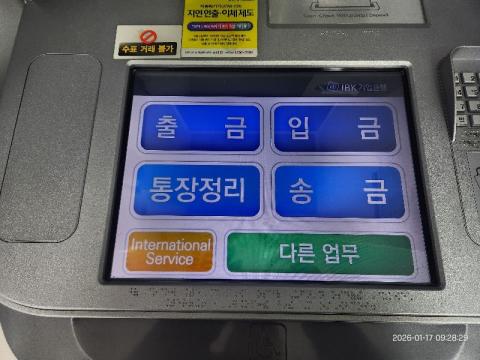 지연 인출·이체 제도
수표 거래 불가
IBK기업은행
출 금
입 금
통장정리
송 금
International
Service
다른 업무
2026-01-17 09:28:29